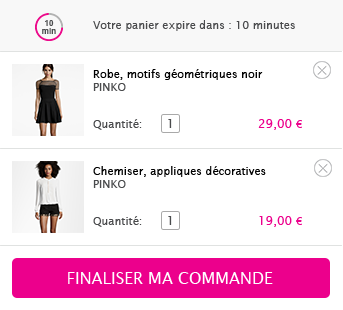 10
min
Votre panier expire dans : 10 minutes
Robe, motifs géométriques noir
PINKO
Quantité: 1 29,00 €
Chemiser, appliques décoratives
PINKO
Quantité: 1 19,00 €
FINALISER MA COMMANDE